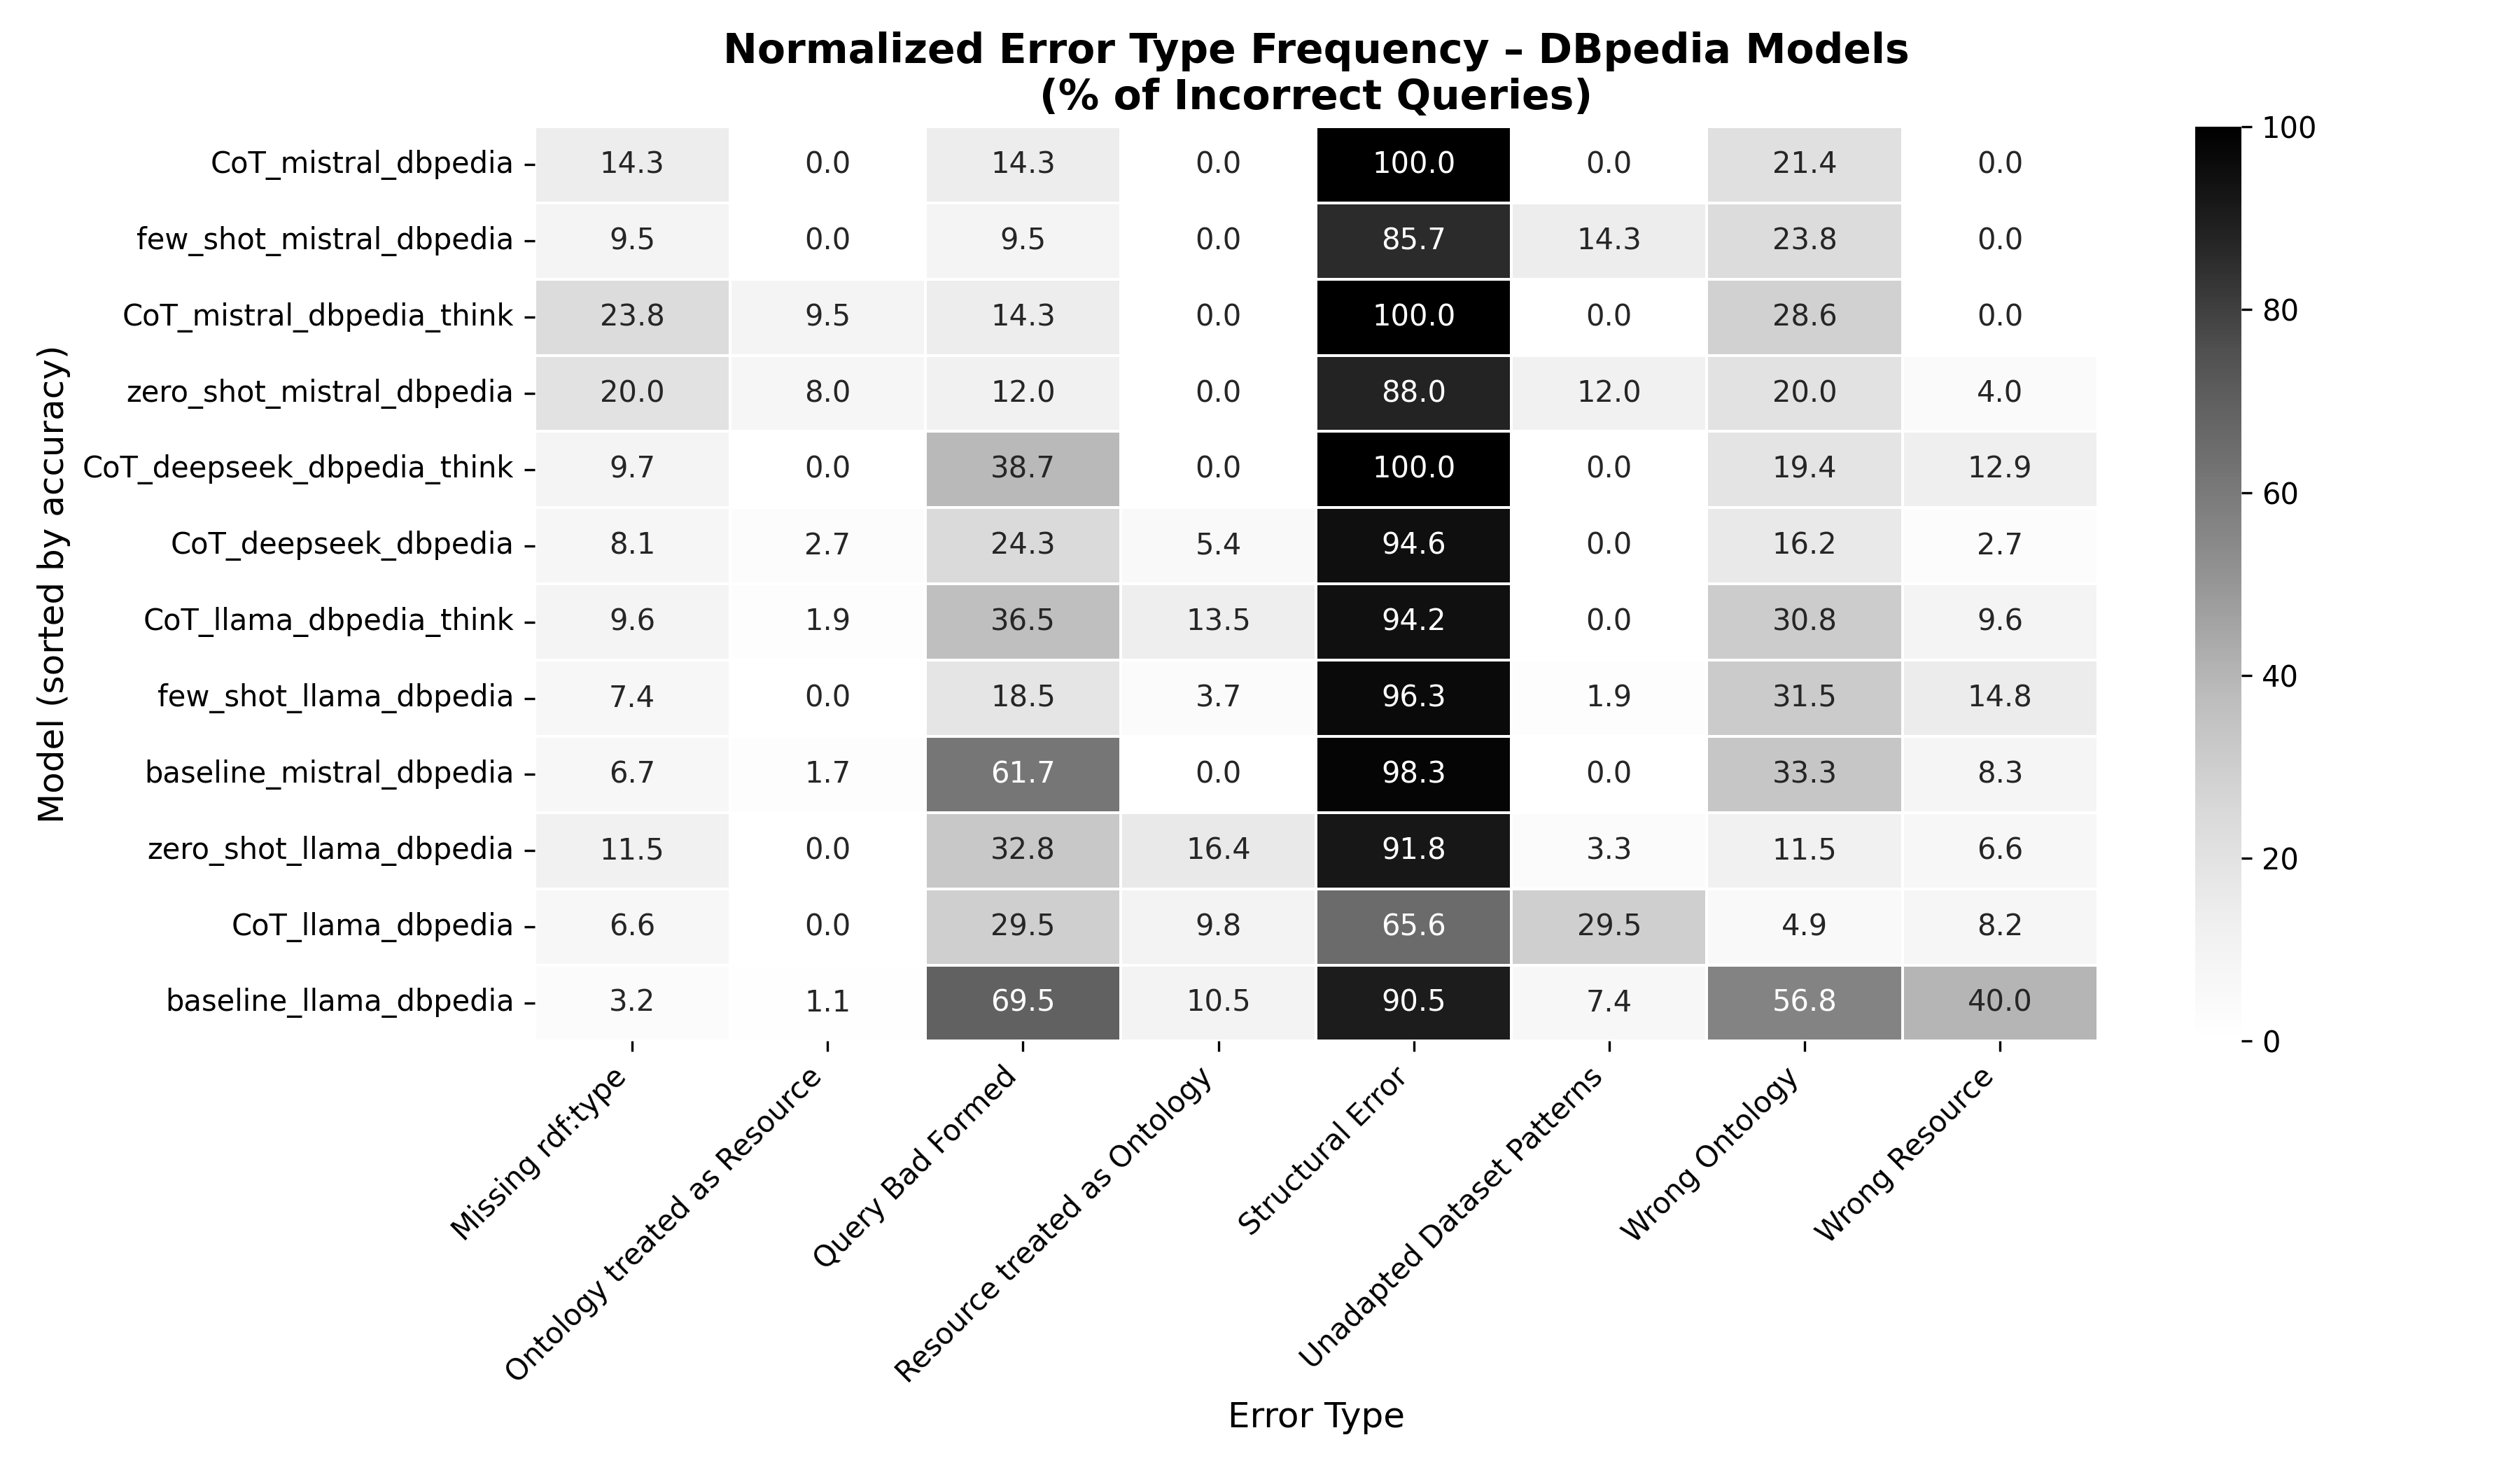 Normalized Error Type Frequency – DBpedia Models
(% of Incorrect Queries)
Model (sorted by accuracy)
CoT_mistral_dbpedia 14.3 0.0 14.3 0.0 100.0 0.0 21.4 0.0
few_shot_mistral_dbpedia 9.5 0.0 9.5 0.0 85.7 14.3 23.8 0.0
CoT_mistral_dbpedia_think 23.8 9.5 14.3 0.0 100.0 0.0 28.6 0.0
zero_shot_mistral_dbpedia 20.0 8.0 12.0 0.0 88.0 12.0 20.0 4.0
CoT_deepseek_dbpedia_think 9.7 0.0 38.7 0.0 100.0 0.0 19.4 12.9
CoT_deepseek_dbpedia 8.1 2.7 24.3 5.4 94.6 0.0 16.2 2.7
CoT_llama_dbpedia_think 9.6 1.9 36.5 13.5 94.2 0.0 30.8 9.6
few_shot_llama_dbpedia 7.4 0.0 18.5 3.7 96.3 1.9 31.5 14.8
baseline_mistral_dbpedia 6.7 1.7 61.7 0.0 98.3 0.0 33.3 8.3
zero_shot_llama_dbpedia 11.5 0.0 32.8 16.4 91.8 3.3 11.5 6.6
CoT_llama_dbpedia 6.6 0.0 29.5 9.8 65.6 29.5 4.9 8.2
baseline_llama_dbpedia 3.2 1.1 69.5 10.5 90.5 7.4 56.8 40.0
Missing rdf:type
Ontology treated as Resource
Query Bad Formed
Resource treated as Ontology
Structural Error
Unadapted Dataset Patterns
Wrong Ontology
Wrong Resource
Error Type
100
80
60
40
20
0